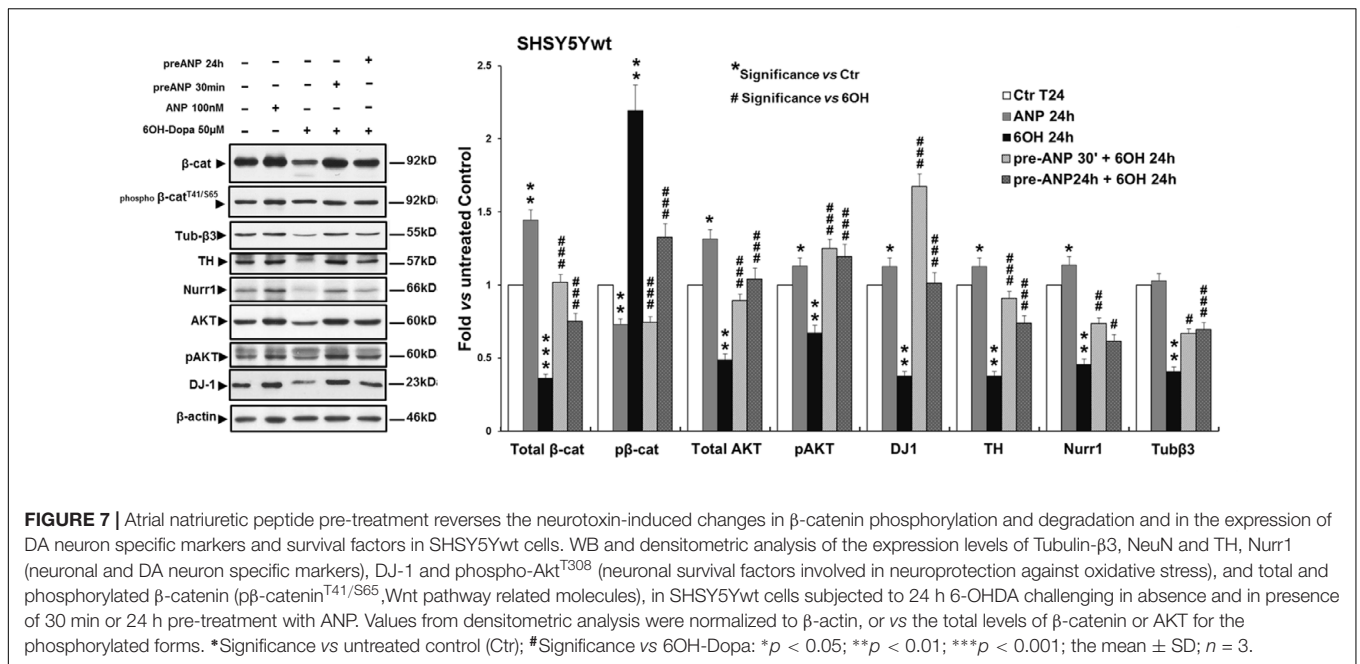 preANP 24h - - - - +
preANP 30min - - - + -
ANP 100nM - + - - -
6OH-Dopa 50µM - - + + +
β-cat 92kD
phospho β-cat^T41/S65 92kD
Tub-β3 55kD
TH 57kD
Nurr1 66kD
AKT 60kD
pAKT 60kD
DJ-1 23kD
β-actin 46kD
SHSY5Ywt
Fold vs untreated Control
2.5
2
1.5
1
0.5
0
*Significance vs Ctr
# Significance vs 6OH
Ctr T24
ANP 24h
6OH 24h
pre-ANP 30' + 6OH 24h
pre-ANP24h + 6OH 24h
** *** ### ###
** ** ### ###
* ** ### ###
* ** ### ###
* ** ### ###
* ** ### ###
* ** ## #
** # ###
Total β-cat pβ-cat Total AKT pAKT DJ1 TH Nurr1 Tubβ3
FIGURE 7 | Atrial natriuretic peptide pre-treatment reverses the neurotoxin-induced changes in β-catenin phosphorylation and degradation and in the expression of
DA neuron specific markers and survival factors in SHSY5Ywt cells. WB and densitometric analysis of the expression levels of Tubulin-β3, NeuN and TH, Nurr1
(neuronal and DA neuron specific markers), DJ-1 and phospho-Akt^T308 (neuronal survival factors involved in neuroprotection against oxidative stress), and total and
phosphorylated β-catenin (pβ-catenin^T41/S65,Wnt pathway related molecules), in SHSY5Ywt cells subjected to 24 h 6-OHDA challenging in absence and in presence
of 30 min or 24 h pre-treatment with ANP. Values from densitometric analysis were normalized to β-actin, or vs the total levels of β-catenin or AKT for the
phosphorylated forms. *Significance vs untreated control (Ctr); #Significance vs 6OH-Dopa: *p < 0.05; **p < 0.01; ***p < 0.001; the mean ± SD; n = 3.